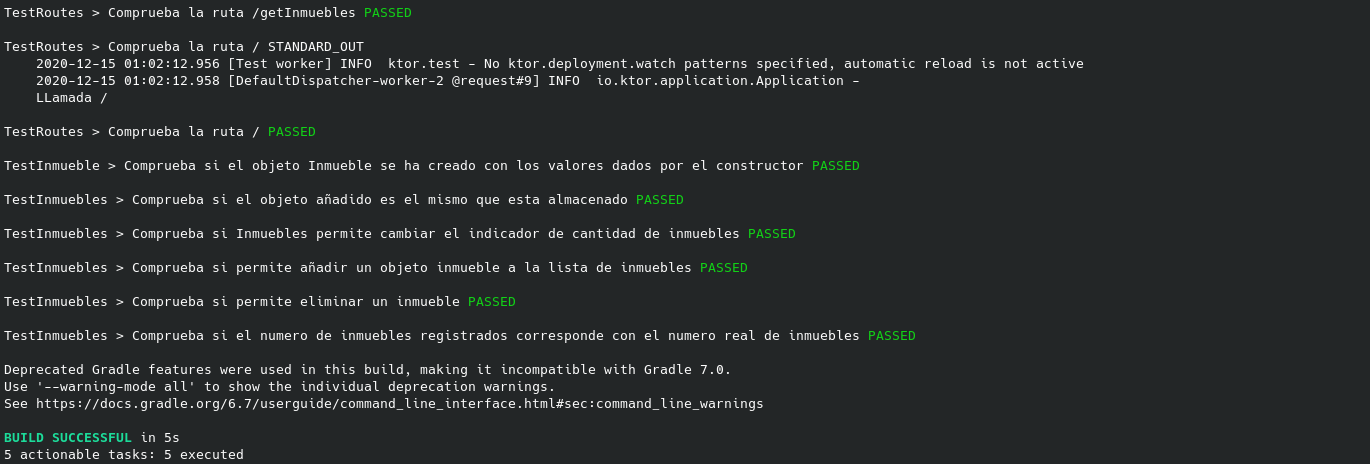 TestRoutes > Comprueba la ruta /getInmuebles PASSED
TestRoutes > Comprueba la ruta / STANDARD_OUT
2020-12-15 01:02:12.956 [Test worker] INFO  ktor.test - No ktor.deployment.watch patterns specified, automatic reload is not active
2020-12-15 01:02:12.958 [DefaultDispatcher-worker-2 @request#9] INFO  io.ktor.application.Application -
LLamada /
TestRoutes > Comprueba la ruta / PASSED
TestInmueble > Comprueba si el objeto Inmueble se ha creado con los valores dados por el constructor PASSED
TestInmuebles > Comprueba si el objeto añadido es el mismo que esta almacenado PASSED
TestInmuebles > Comprueba si Inmuebles permite cambiar el indicador de cantidad de inmuebles PASSED
TestInmuebles > Comprueba si permite añadir un objeto inmueble a la lista de inmuebles PASSED
TestInmuebles > Comprueba si permite eliminar un inmueble PASSED
TestInmuebles > Comprueba si el numero de inmuebles registrados corresponde con el numero real de inmuebles PASSED
Deprecated Gradle features were used in this build, making it incompatible with Gradle 7.0.
Use '--warning-mode all' to show the individual deprecation warnings.
See https://docs.gradle.org/6.7/userguide/command_line_interface.html#sec:command_line_warnings
BUILD SUCCESSFUL in 5s
5 actionable tasks: 5 executed